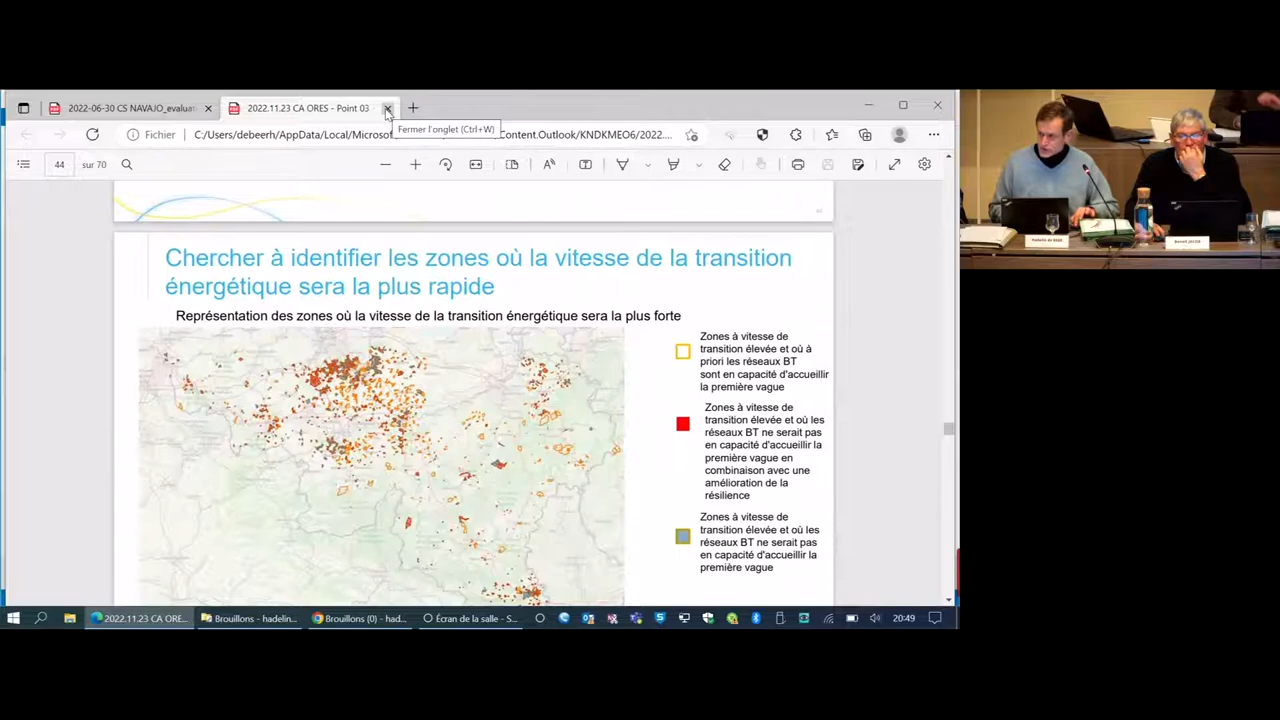 2022-06-30 CS NAVAJO_evaluat
2022.11.23 CA ORES - Point 03
Fichier
C:/Users/debeerh/AppData/Local/Microsof
Content.Outlook/KNDKMEO6/2022....
Fermer l'onglet (Ctrl+W)
44
sur 70
Chercher à identifier les zones où la vitesse de la transition
énergétique sera la plus rapide
Représentation des zones où la vitesse de la transition énergétique sera la plus forte
Zones à vitesse de
transition élevée et où à
priori les réseaux BT
sont en capacité d'accueillir
la première vague
Zones à vitesse de
transition élevée et où les
réseaux BT ne serait pas
en capacité d'accueillir la
première vague en
combinaison avec une
amélioration de la
résilience
Zones à vitesse de
transition élevée et où les
réseaux BT ne serait pas
en capacité d'accueillir la
première vague
2022.11.23 CA ORE...
Brouillons - hadelin...
Brouillons (0) - had...
Écran de la salle - S...
20:49
Hadelin de BEER
Benoit JACOB